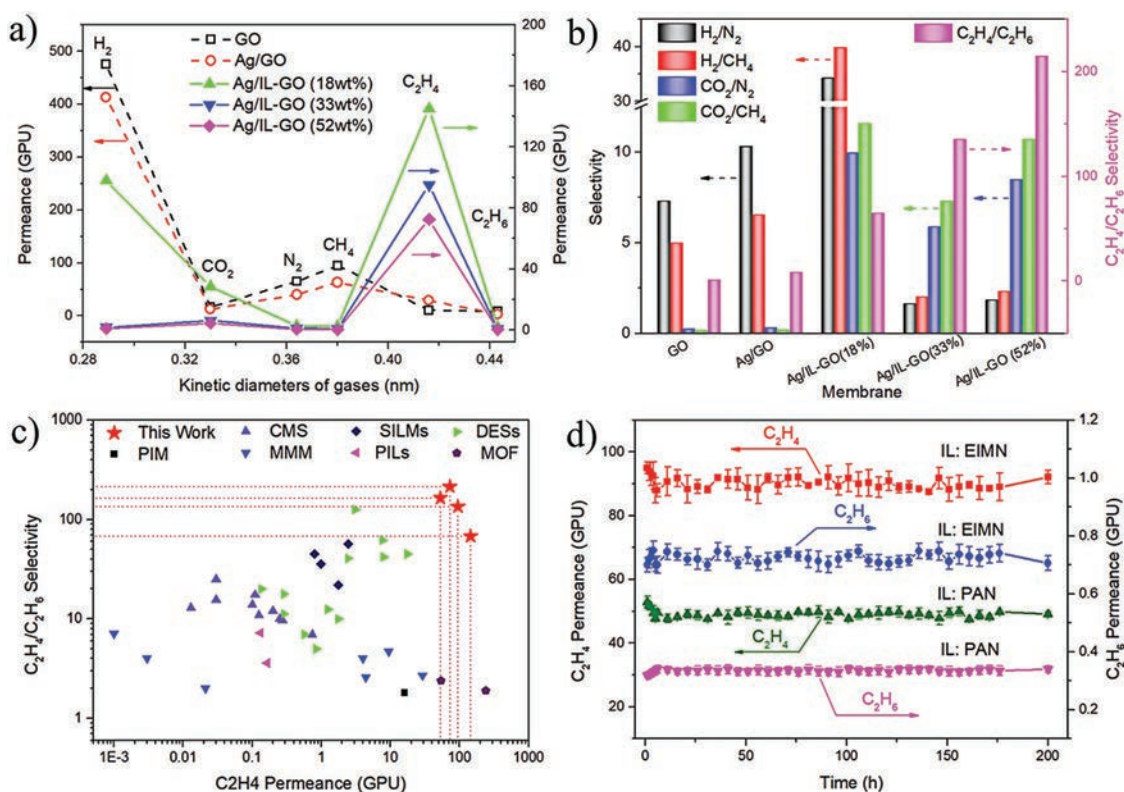 a)
H₂
CO₂
N₂
CH₄
C₂H₄
C₂H₆
GO
Ag/GO
Ag/IL-GO (18wt%)
Ag/IL-GO (33wt%)
Ag/IL-GO (52wt%)
Permeance (GPU)
500
400
300
250
200
150
100
50
0
200
160
120
80
40
0
Permeance (GPU)
0.28
0.32
0.36
0.40
0.44
Kinetic diameters of gases (nm)
b)
H₂/N₂
H₂/CH₄
CO₂/N₂
CO₂/CH₄
C₂H₄/C₂H₆
Selectivity
40
30
10
5
0
200
100
0
C₂H₄/C₂H₆ Selectivity
GO
Ag/GO
Ag/IL-GO(18%)
Ag/IL-GO(33%)
Ag/IL-GO (52%)
Membrane
c)
This Work
CMS
SILMs
DESs
PIM
MMM
PILs
MOF
C₂H₄/C₂H₆ Selectivity
1000
100
10
1
1E-3
0.01
0.1
1
10
100
1000
C2H4 Permeance (GPU)
d)
C₂H₄
IL: EIMN
C₂H₆
IL: EIMN
IL: PAN
C₂H₄
IL: PAN
C₂H₆
C₂H₄ Permeance (GPU)
100
90
80
70
60
50
40
30
20
1.2
1.0
0.8
0.6
0.4
0.2
C₂H₆ Permeance (GPU)
0
50
100
150
200
Time (h)